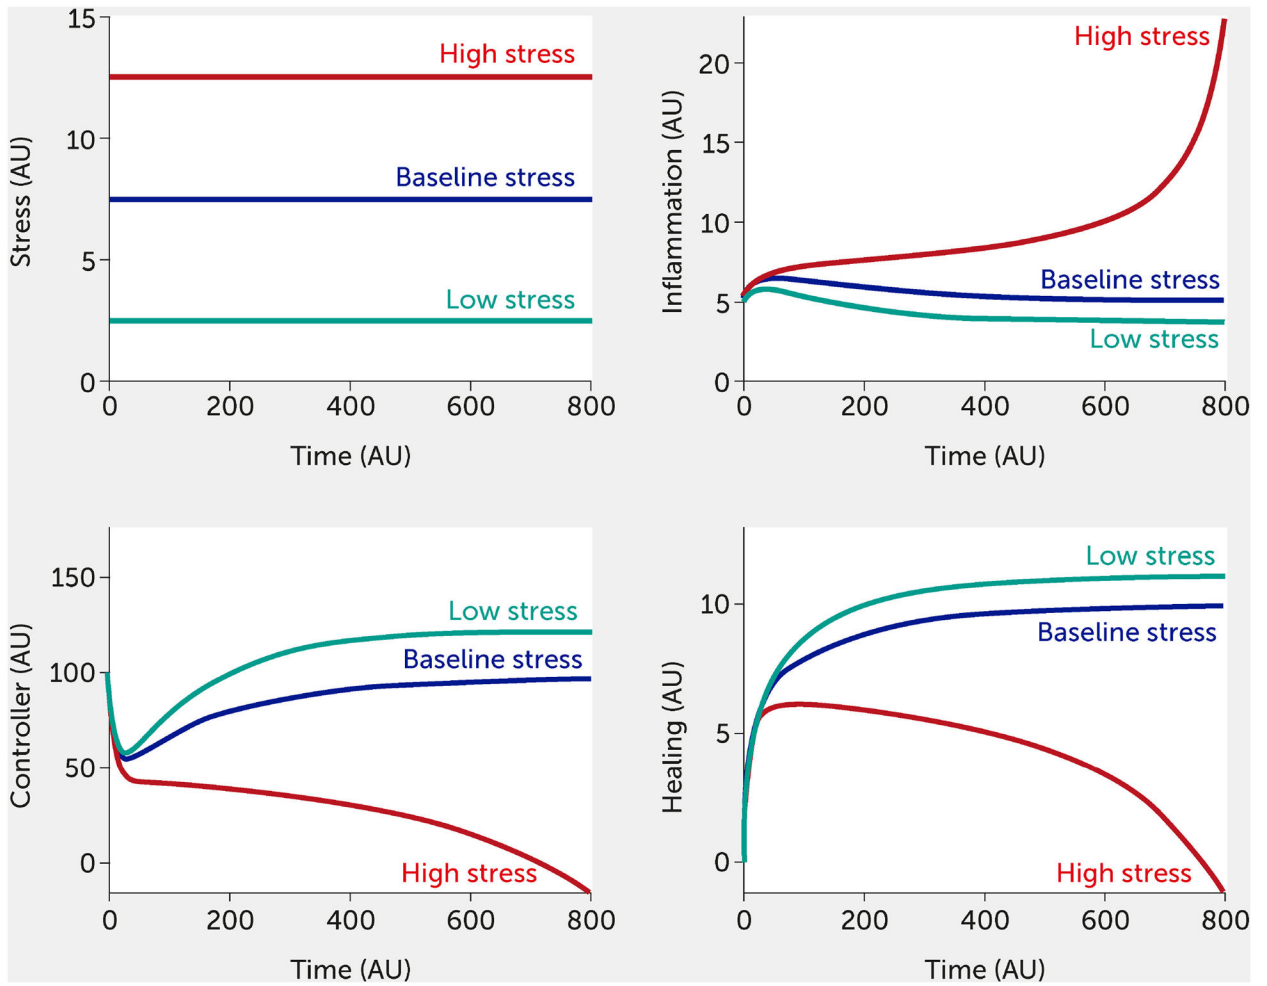 15
10
5
0
Stress (AU)
High stress
Baseline stress
Low stress
0 200 400 600 800
Time (AU)
20
15
10
5
0
Inflammation (AU)
High stress
Baseline stress
Low stress
0 200 400 600 800
Time (AU)
150
100
50
0
Controller (AU)
Low stress
Baseline stress
High stress
0 200 400 600 800
Time (AU)
10
5
0
Healing (AU)
Low stress
Baseline stress
High stress
0 200 400 600 800
Time (AU)